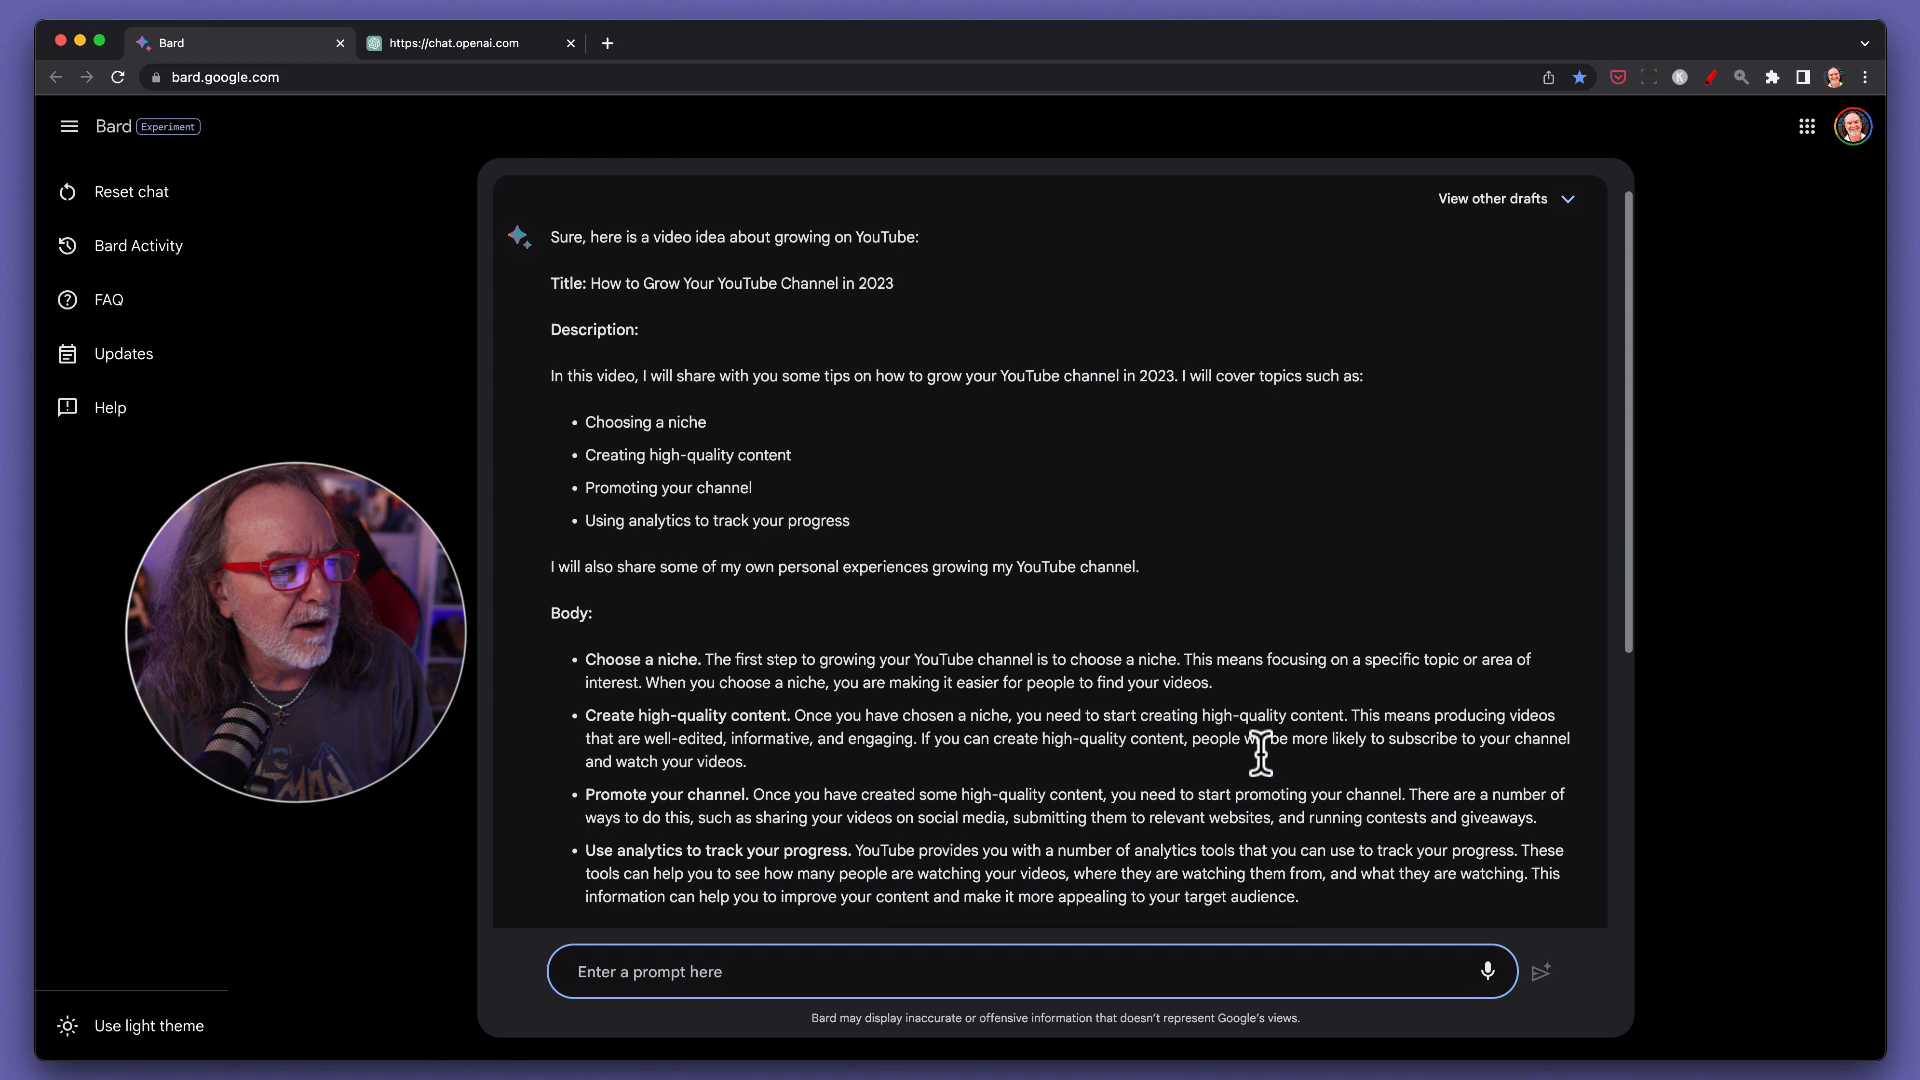 Bard
https://chat.openai.com
bard.google.com
K
Bard Experiment
Reset chat
Bard Activity
FAQ
Updates
Help
Use light theme
View other drafts
Sure, here is a video idea about growing on YouTube:
Title: How to Grow Your YouTube Channel in 2023
Description:
In this video, I will share with you some tips on how to grow your YouTube channel in 2023. I will cover topics such as:
• Choosing a niche
• Creating high-quality content
• Promoting your channel
• Using analytics to track your progress
I will also share some of my own personal experiences growing my YouTube channel.
Body:
• Choose a niche. The first step to growing your YouTube channel is to choose a niche. This means focusing on a specific topic or area of
interest. When you choose a niche, you are making it easier for people to find your videos.
• Create high-quality content. Once you have chosen a niche, you need to start creating high-quality content. This means producing videos
that are well-edited, informative, and engaging. If you can create high-quality content, people be more likely to subscribe to your channel
and watch your videos.
• Promote your channel. Once you have created some high-quality content, you need to start promoting your channel. There are a number of
ways to do this, such as sharing your videos on social media, submitting them to relevant websites, and running contests and giveaways.
• Use analytics to track your progress. YouTube provides you with a number of analytics tools that you can use to track your progress. These
tools can help you to see how many people are watching your videos, where they are watching them from, and what they are watching. This
information can help you to improve your content and make it more appealing to your target audience.
Enter a prompt here
Bard may display inaccurate or offensive information that doesn't represent Google's views.